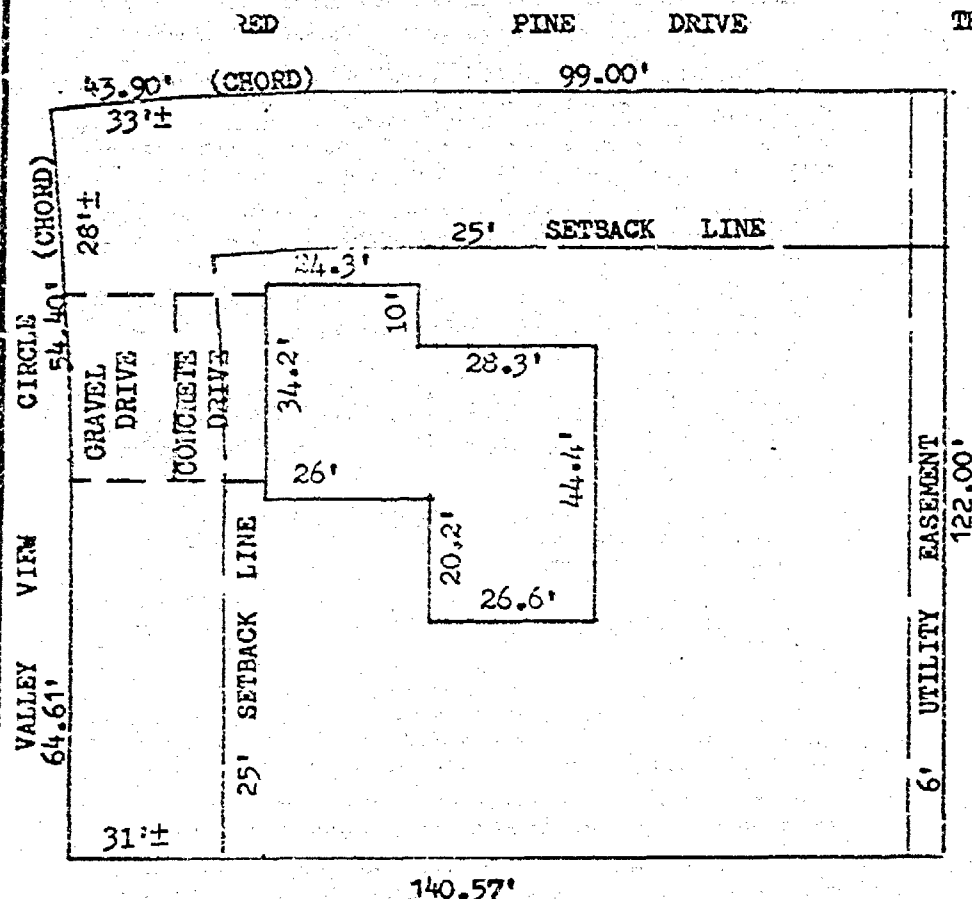 RED PINE DRIVE
43.90' (CHORD) 99.00'
33'±
54.40' (CHORD)
28'±
25' SETBACK LINE
24.3'
10'
28.3'
34.2'
26'
44.4'
20.2'
26.6'
GRAVEL
DRIVE
CONCRETE
DRIVE
VALLEY VIEW CIRCLE
64.61'
25' SETBACK LINE
31'±
6' UTILITY EASEMENT
122.00'
140.57'